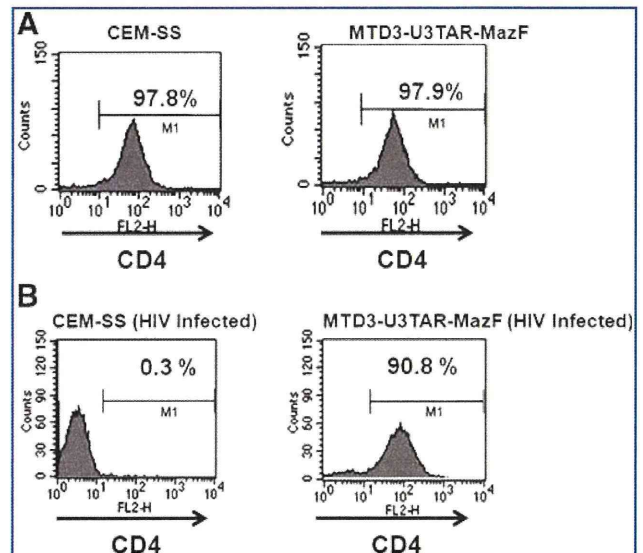 A
CEM-SS
MTD3-U3TAR-MazF
150
Counts
0
97.8%
M1
10^0 10^1 10^2 10^3 10^4
FL2-H
CD4
150
Counts
0
97.9%
M1
10^0 10^1 10^2 10^3 10^4
FL2-H
CD4
B
CEM-SS (HIV Infected)
MTD3-U3TAR-MazF (HIV Infected)
0 30 60 90 120 150
Counts
0.3 %
M1
10^0 10^1 10^2 10^3 10^4
FL2-H
CD4
0 30 60 90 120 150
Counts
90.8 %
M1
10^0 10^1 10^2 10^3 10^4
FL2-H
CD4